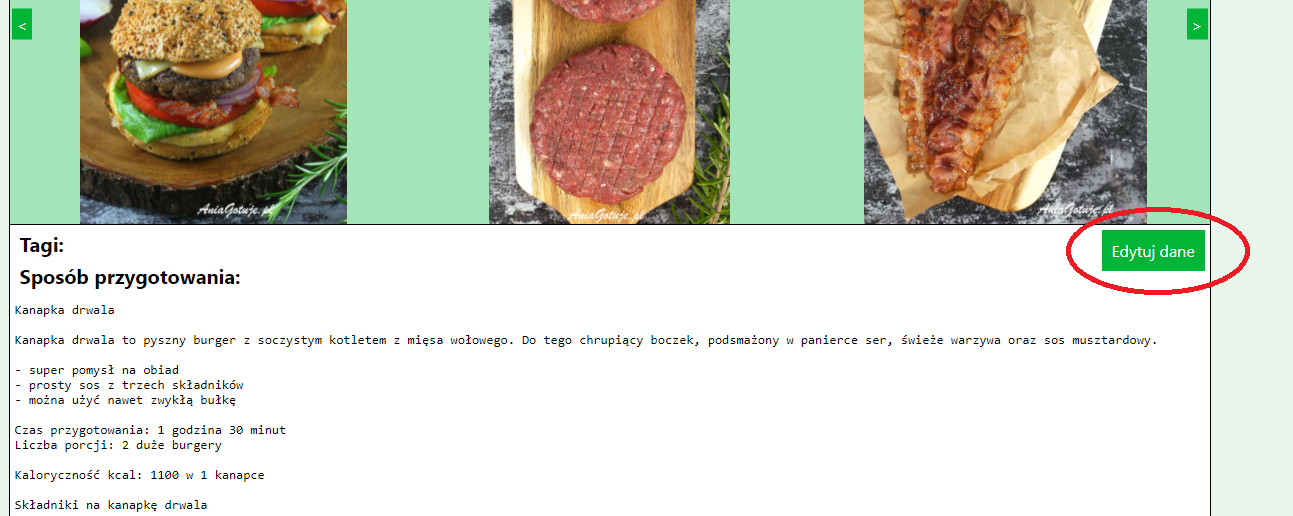 <
>
AniaGotuje.pl
AniaGotuje.pl
AniaGotuje.pl
Tagi:
Edytuj dane
Sposób przygotowania:
Kanapka drwala
Kanapka drwala to pyszny burger z soczystym kotletem z mięsa wołowego. Do tego chrupiący boczek, podsmażony w panierce ser, świeże warzywa oraz sos musztardowy.
- super pomysł na obiad
- prosty sos z trzech składników
- można użyć nawet zwykłą bułkę
Czas przygotowania: 1 godzina 30 minut
Liczba porcji: 2 duże burgery
Kaloryczność kcal: 1100 w 1 kanapce
Składniki na kanapkę drwala